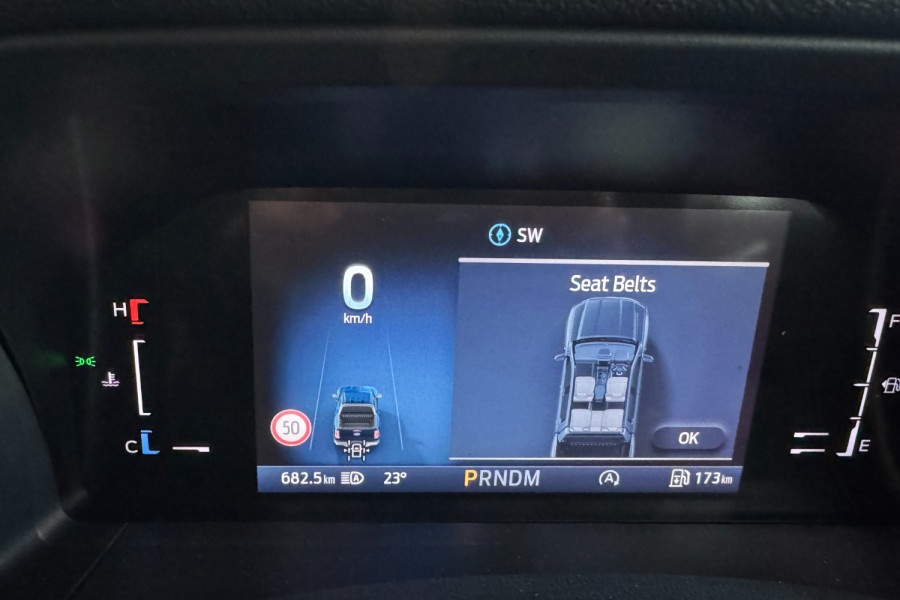 SW
0
km/h
Seat Belts
H
F
50
OK
C
E
682.5km A 23° PRNDM A 173km